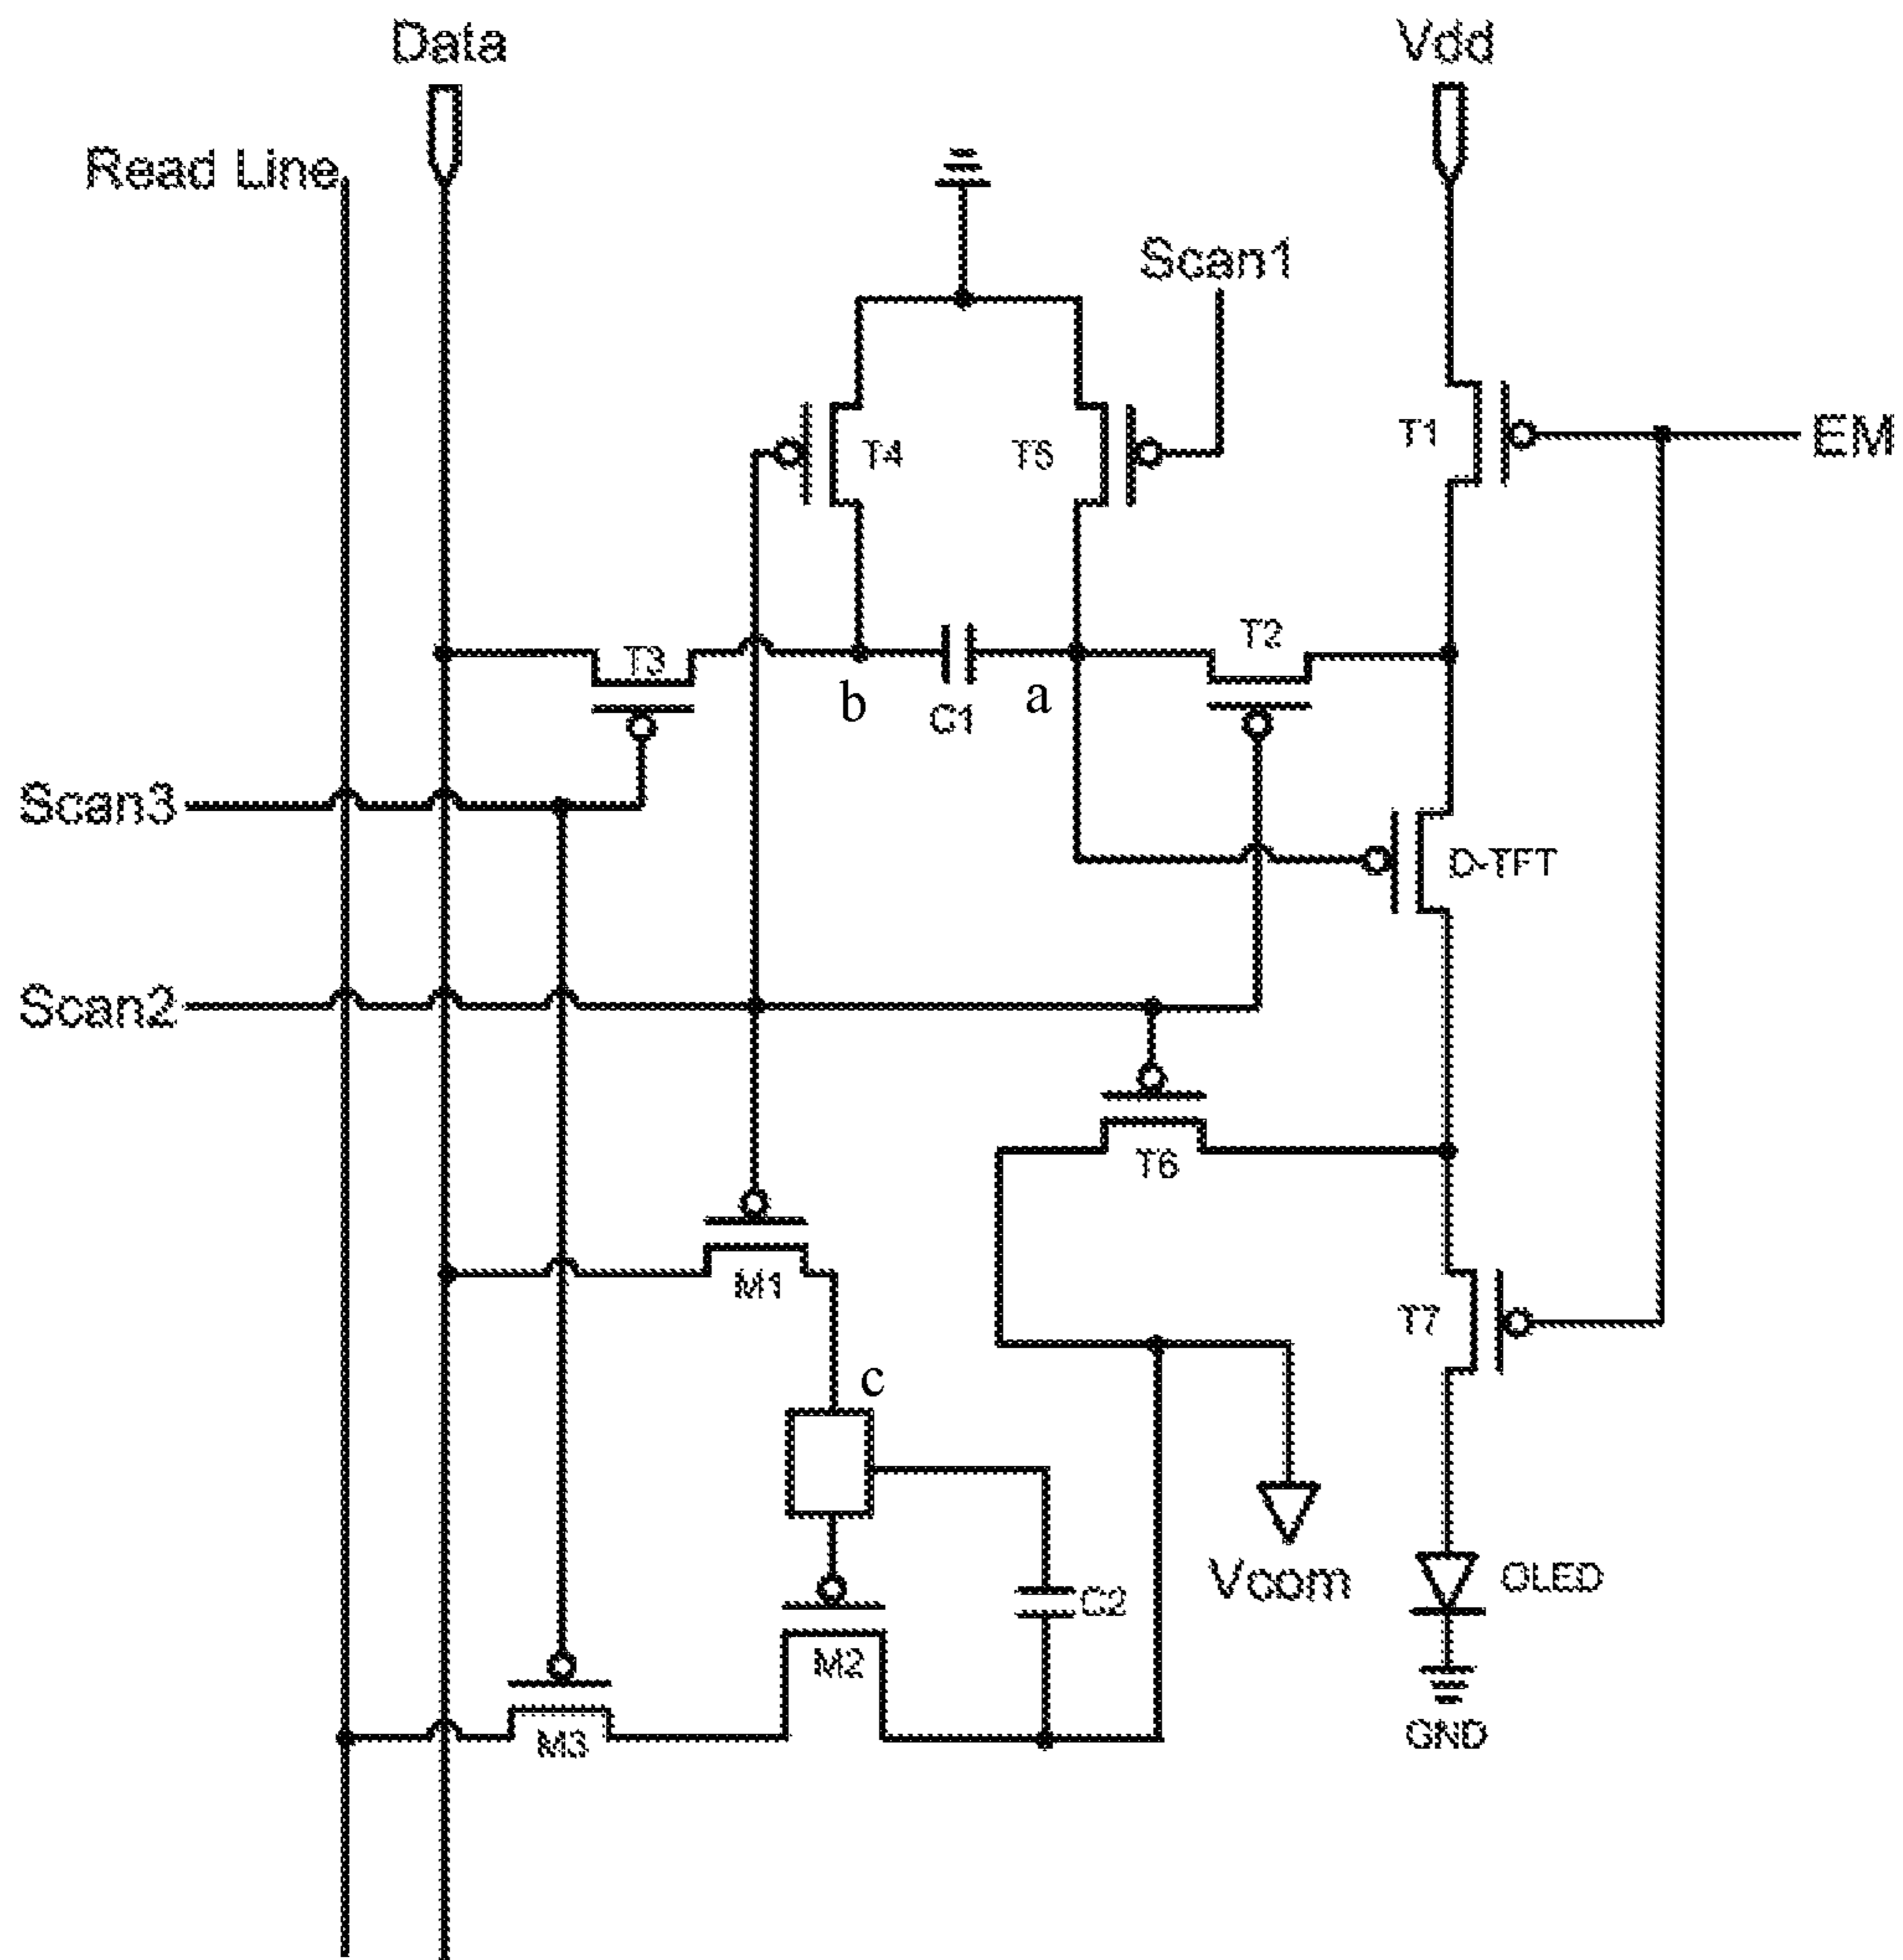 Data
Vdd
Read Line
Scan1
T4
T5
T1
EM
T3
T2
b
a
C1
Scan3
D-TFT
Scan2
T6
M1
T7
c
Vcom
OLED
C2
M2
M3
GND